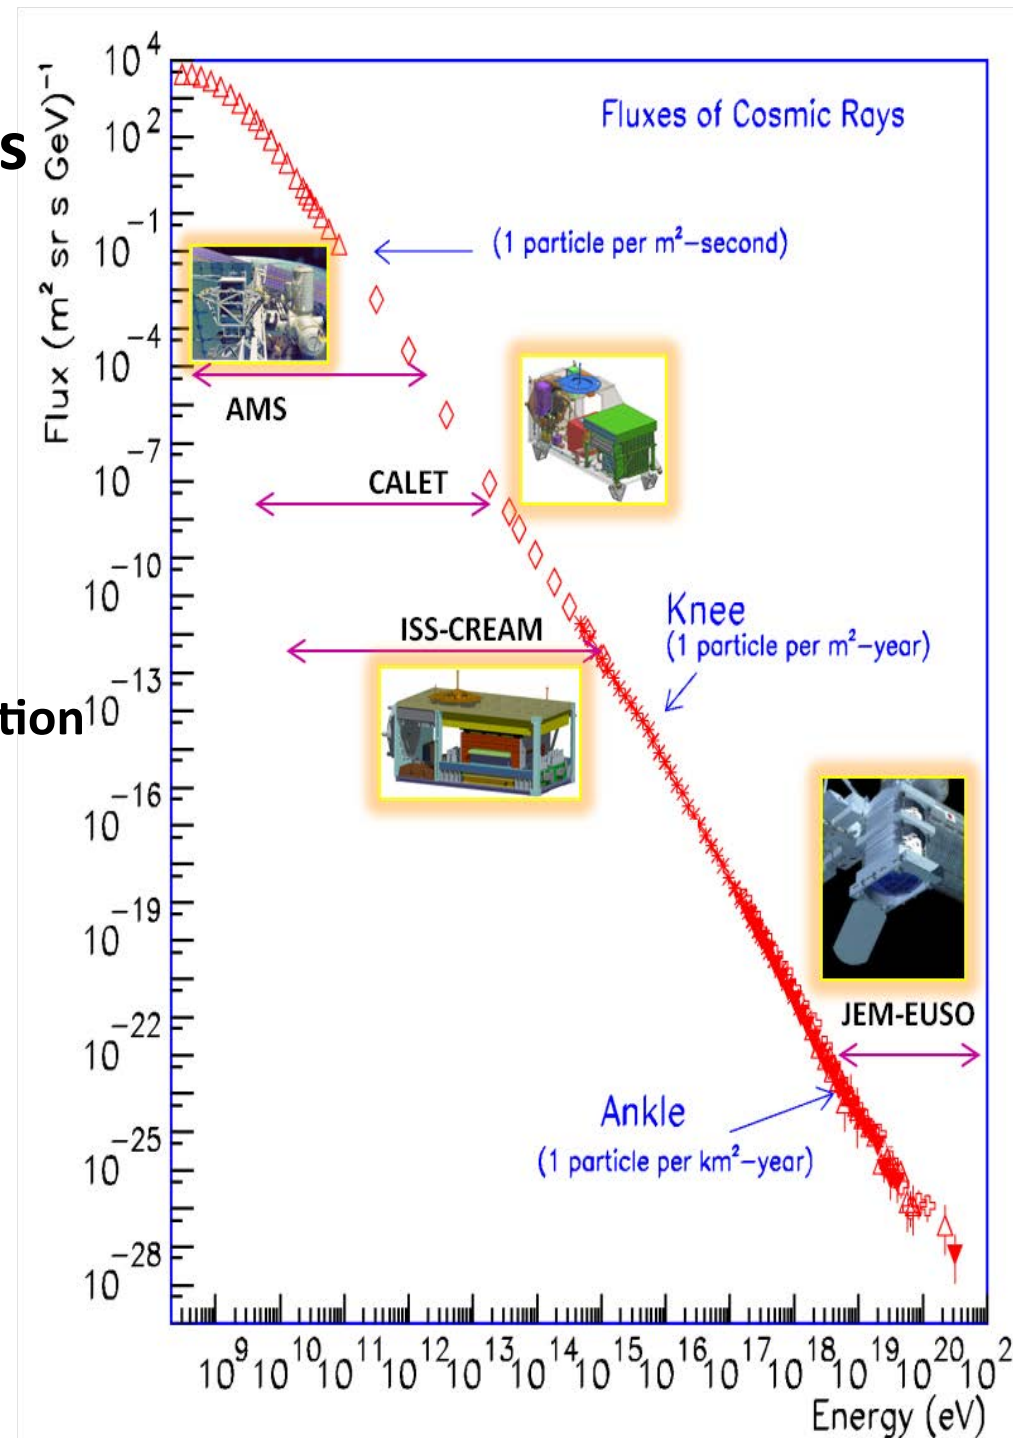 s
tion
Fluxes of Cosmic Rays
Flux (m² sr s GeV)⁻¹
10⁴
10²
10⁻¹
10⁻⁴
10⁻⁷
10⁻¹⁰
10⁻¹³
10⁻¹⁶
10⁻¹⁹
10⁻²²
10⁻²⁵
10⁻²⁸
(1 particle per m²−second)
AMS
CALET
ISS-CREAM
Knee
(1 particle per m²−year)
JEM-EUSO
Ankle
(1 particle per km²−year)
10⁹ 10¹⁰ 10¹¹ 10¹² 10¹³ 10¹⁴ 10¹⁵ 10¹⁶ 10¹⁷ 10¹⁸ 10¹⁹ 10²⁰ 10²
Energy (eV)